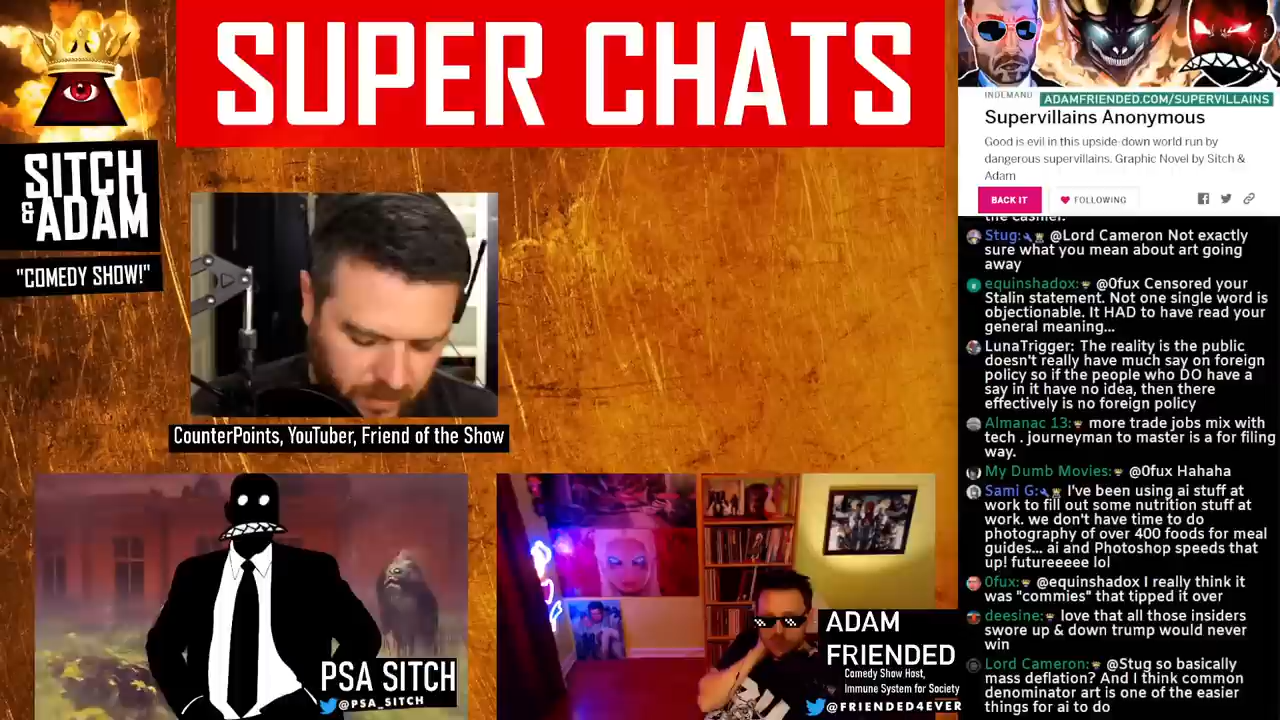 SUPER CHATS
SITCH
& ADAM
"COMEDY SHOW!"
CounterPoints, YouTuber, Friend of the Show
PSA SITCH
@PSA_SITCH
ADAM
FRIENDED
Comedy Show Host,
Immune System for Society
@FRIENDED4EVER
INDEMAND
ADAMFRIENDED.COM/SUPERVILLAINS
Supervillains Anonymous
Good is evil in this upside-down world run by
dangerous supervillains. Graphic Novel by Sitch &
Adam
BACK IT
FOLLOWING
the cashier.
Stug: @Lord Cameron Not exactly
sure what you mean about art going
away
equinshadox: @0fux Censored your
Stalin statement. Not one single word is
objectionable. It HAD to have read your
general meaning...
LunaTrigger: The reality is the public
doesn't really have much say on foreign
policy so if the people who DO have a
say in it have no idea, then there
effectively is no foreign policy
Almanac 13: more trade jobs mix with
tech . journeyman to master is a for filing
way.
My Dumb Movies: @0fux Hahaha
Sami G: I've been using ai stuff at
work to fill out some nutrition stuff at
work. we don't have time to do
photography of over 400 foods for meal
guides... ai and Photoshop speeds that
up! futureeeee lol
0fux: @equinshadox I really think it
was "commies" that tipped it over
deesine: love that all those insiders
swore up & down trump would never
win
Lord Cameron: @Stug so basically
mass deflation? And I think common
denominator art is one of the easier
things for ai to do